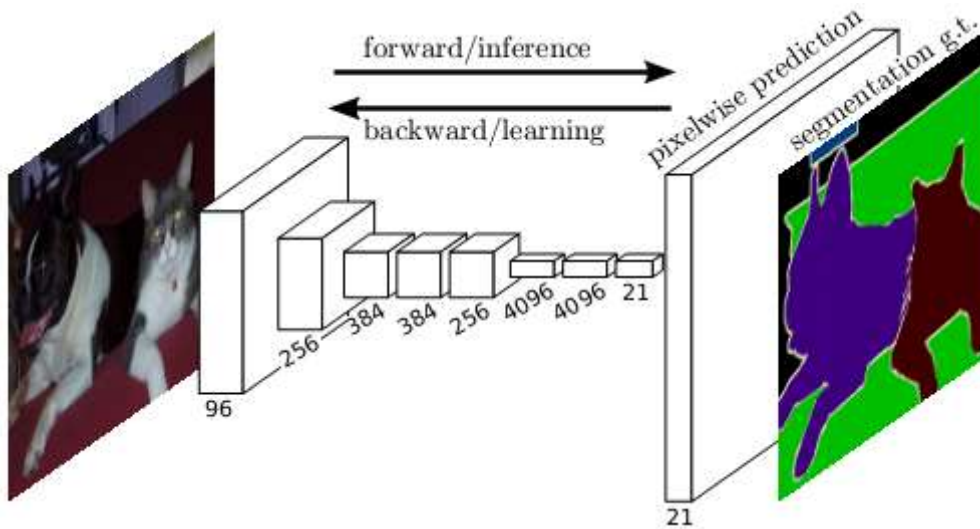 forward/inference
backward/learning
pixelwise prediction
segmentation g.t.
96
256
384
384
256
4096
4096
21
21